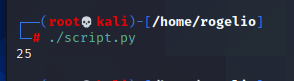 ┌──(root💀kali)-[/home/rogelio]
└─# ./script.py
25